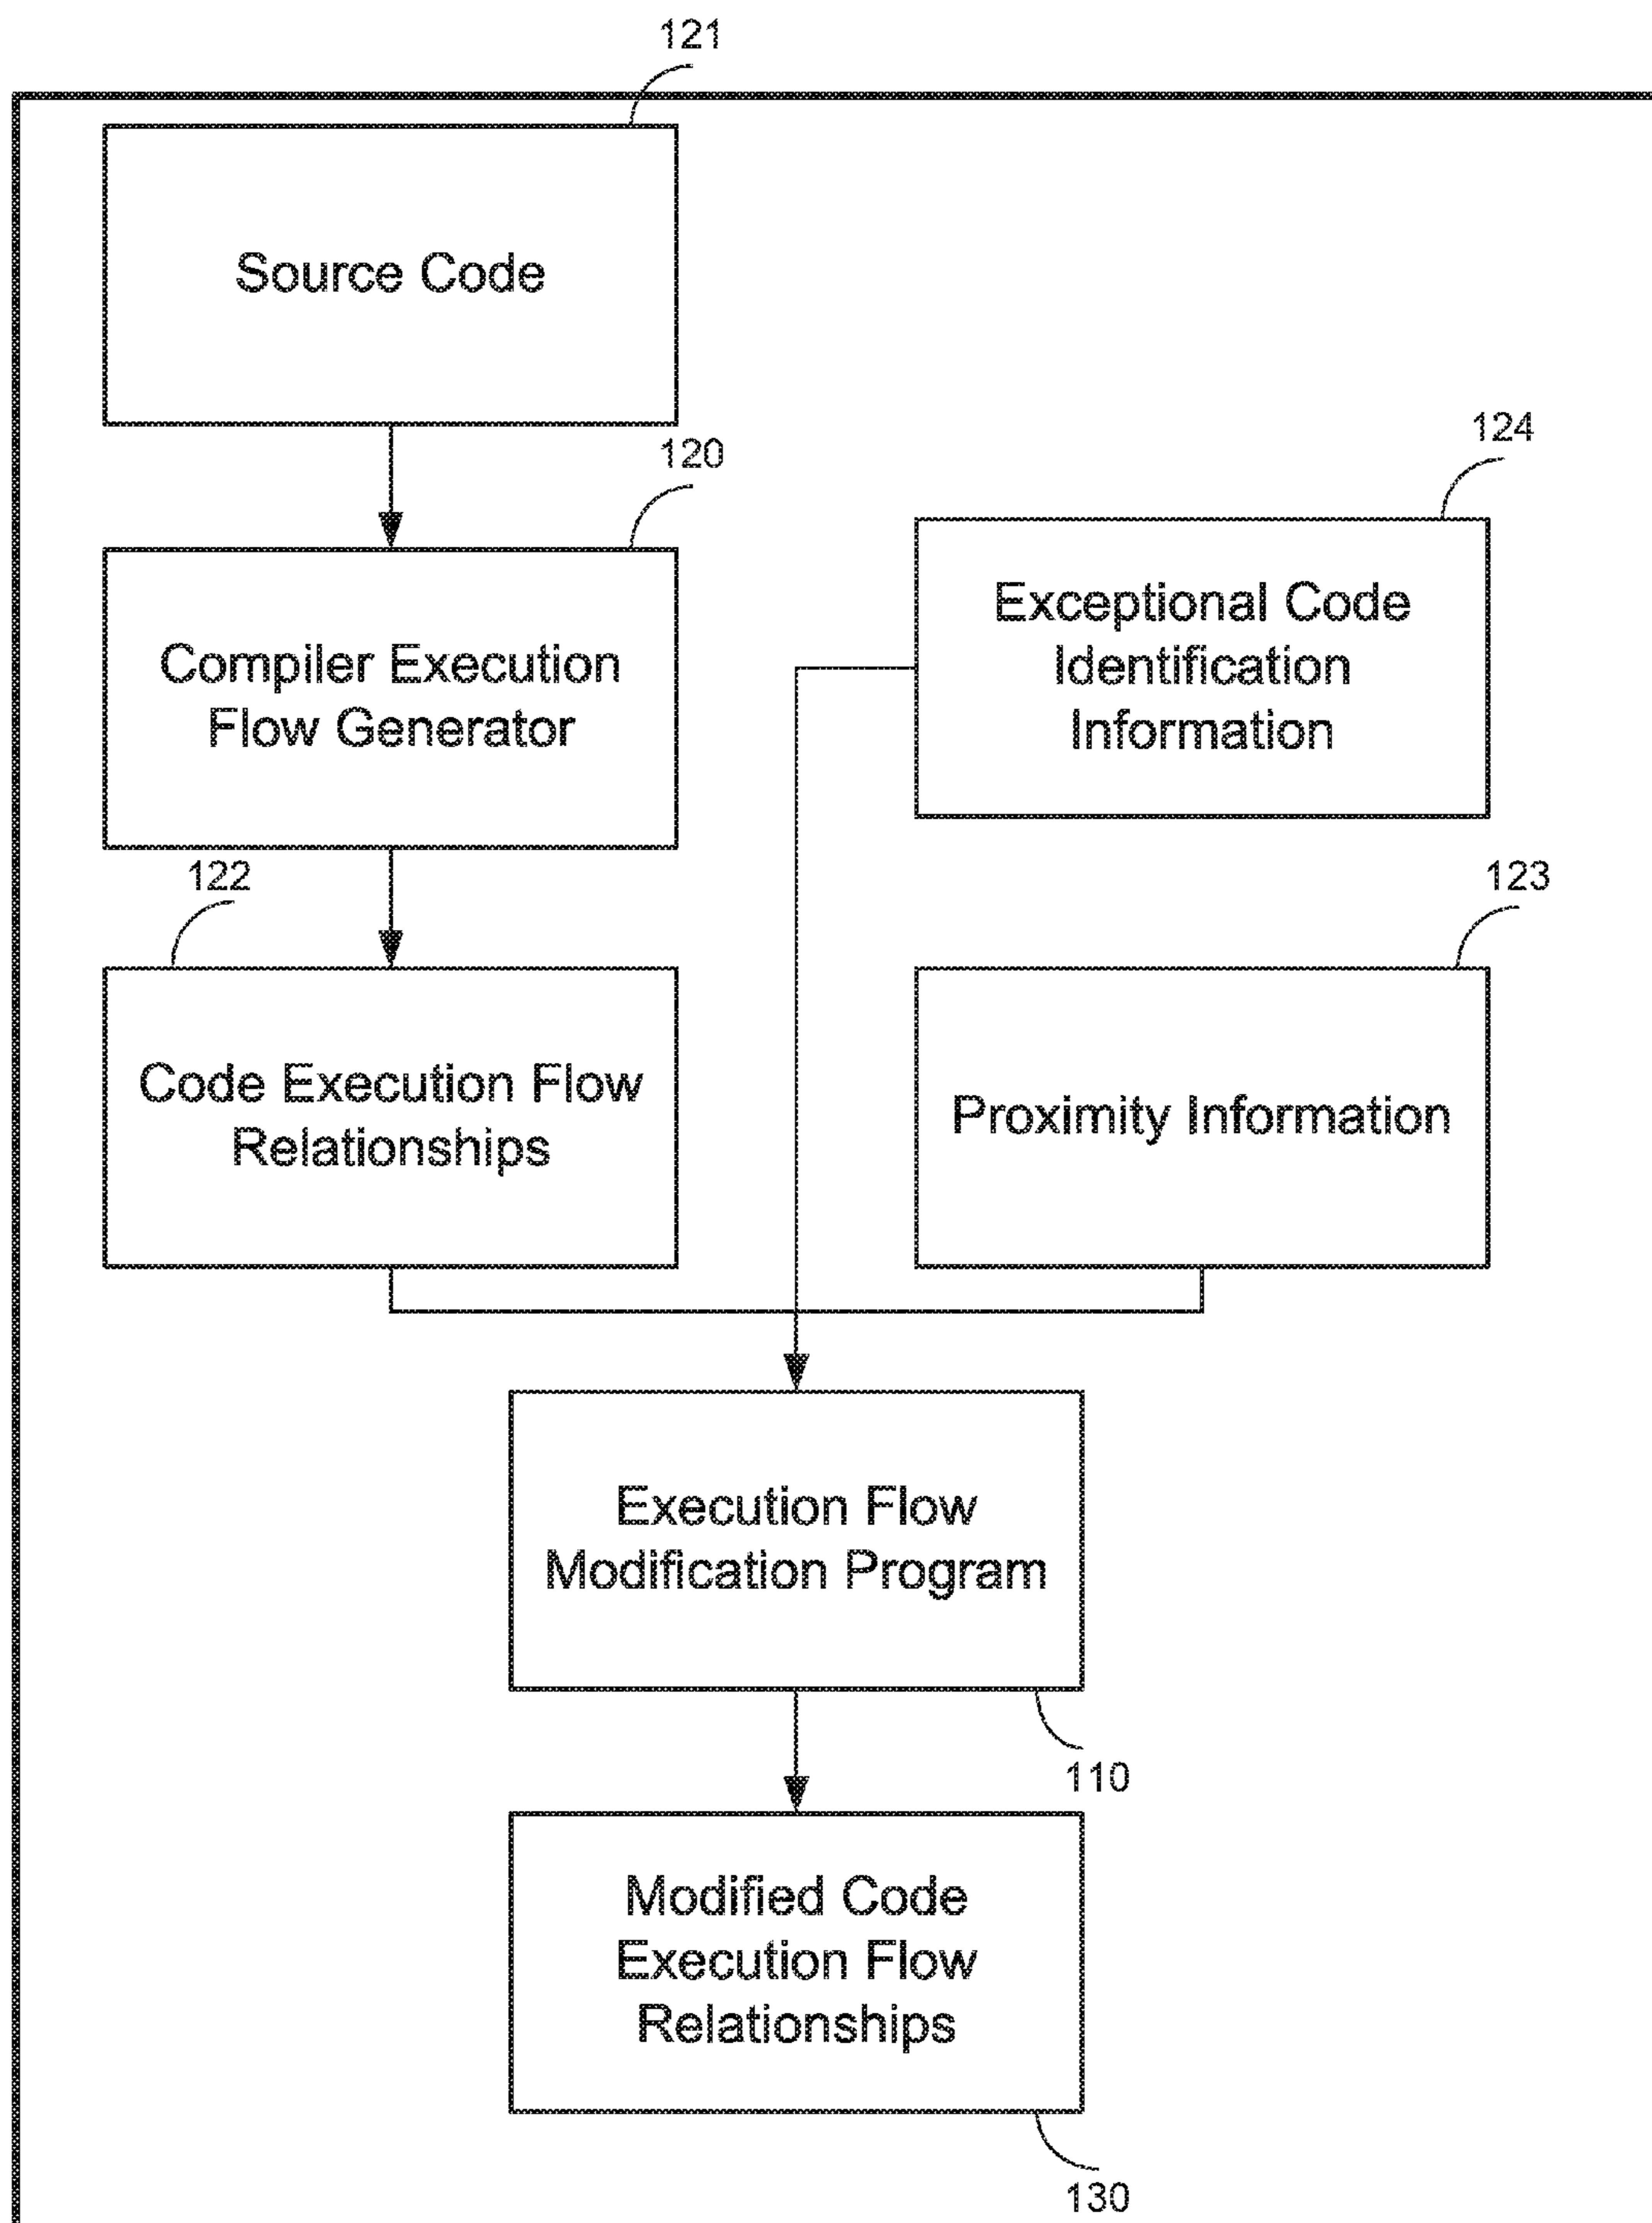 121
Source Code
120
Compiler Execution
Flow Generator
124
Exceptional Code
Identification
Information
122
Code Execution Flow
Relationships
123
Proximity Information
Execution Flow
Modification Program
110
Modified Code
Execution Flow
Relationships
130